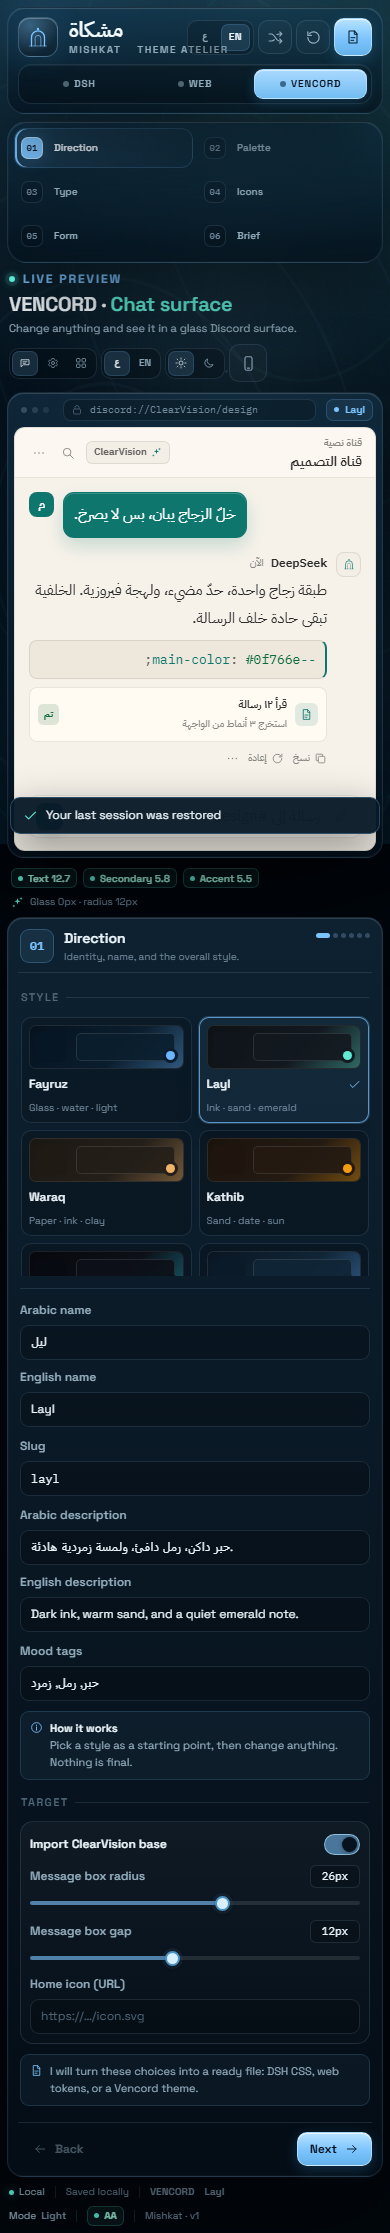 مشكاة
MISHKAT THEME ATELIER
ع EN
DSH WEB VENCORD
01 Direction 02 Palette
03 Type 04 Icons
05 Form 06 Brief
LIVE PREVIEW
VENCORD · Chat surface
Change anything and see it in a glass Discord surface.
ع EN
discord://ClearVision/design Layl
ClearVision
قناة نصية
قناة التصميم
م
خلّ الزجاج يبان، بس لا يصرخ.
DeepSeek الآن
طبقة زجاج واحدة، حدّ مضيء، ولهجة فيروزية. الخلفية
تبقى حادة خلف الرسالة.
--main-color: #0f766e;
قرأ ١٢ رسالة
استخرج ٣ أنماط من الواجهة
تم
نسخ إعادة ···
Your last session was restored
Text 12.7 Secondary 5.8 Accent 5.5
Glass 0px · radius 12px
01 Direction
Identity, name, and the overall style.
STYLE
Fayruz
Glass · water · light
Layl
Ink · sand · emerald
Waraq
Paper · ink · clay
Kathib
Sand · date · sun
Arabic name
ليل
English name
Layl
Slug
layl
Arabic description
حبر داكن، رمل دافئ، ولمسة زمردية هادئة.
English description
Dark ink, warm sand, and a quiet emerald note.
Mood tags
حبر, رمل, زمرد
How it works
Pick a style as a starting point, then change anything.
Nothing is final.
TARGET
Import ClearVision base
Message box radius 26px
Message box gap 12px
Home icon (URL)
https://…/icon.svg
I will turn these choices into a ready file: DSH CSS, web
tokens, or a Vencord theme.
Back Next
Local Saved locally VENCORD Layl
Mode Light AA Mishkat · v1